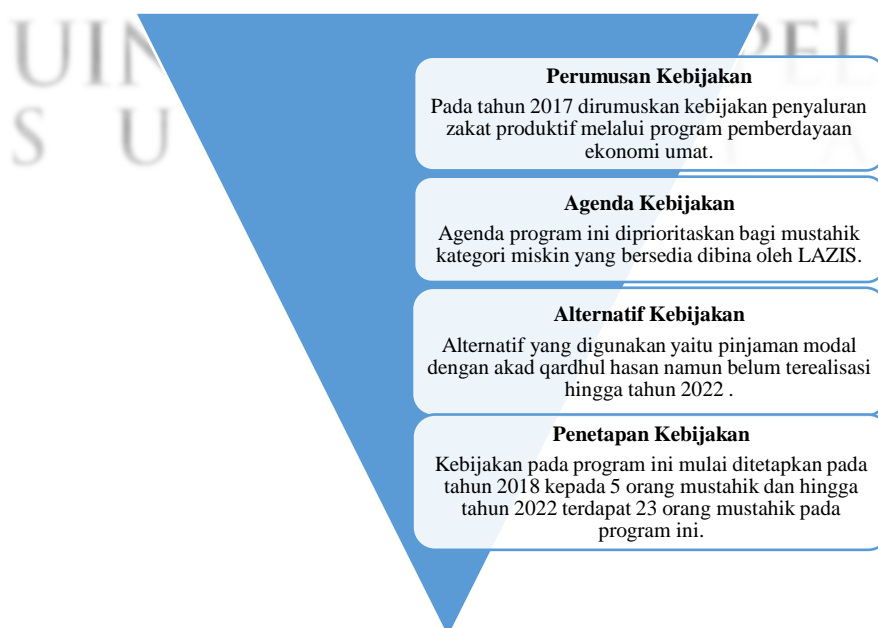 Perumusan Kebijakan
Pada tahun 2017 dirumuskan kebijakan penyaluran
zakat produktif melalui program pemberdayaan
ekonomi umat.
Agenda Kebijakan
Agenda program ini diprioritaskan bagi mustahik
kategori miskin yang bersedia dibina oleh LAZIS.
Alternatif Kebijakan
Alternatif yang digunakan yaitu pinjaman modal
dengan akad qardhul hasan namun belum terealisasi
hingga tahun 2022 .
Penetapan Kebijakan
Kebijakan pada program ini mulai ditetapkan pada
tahun 2018 kepada 5 orang mustahik dan hingga
tahun 2022 terdapat 23 orang mustahik pada
program ini.